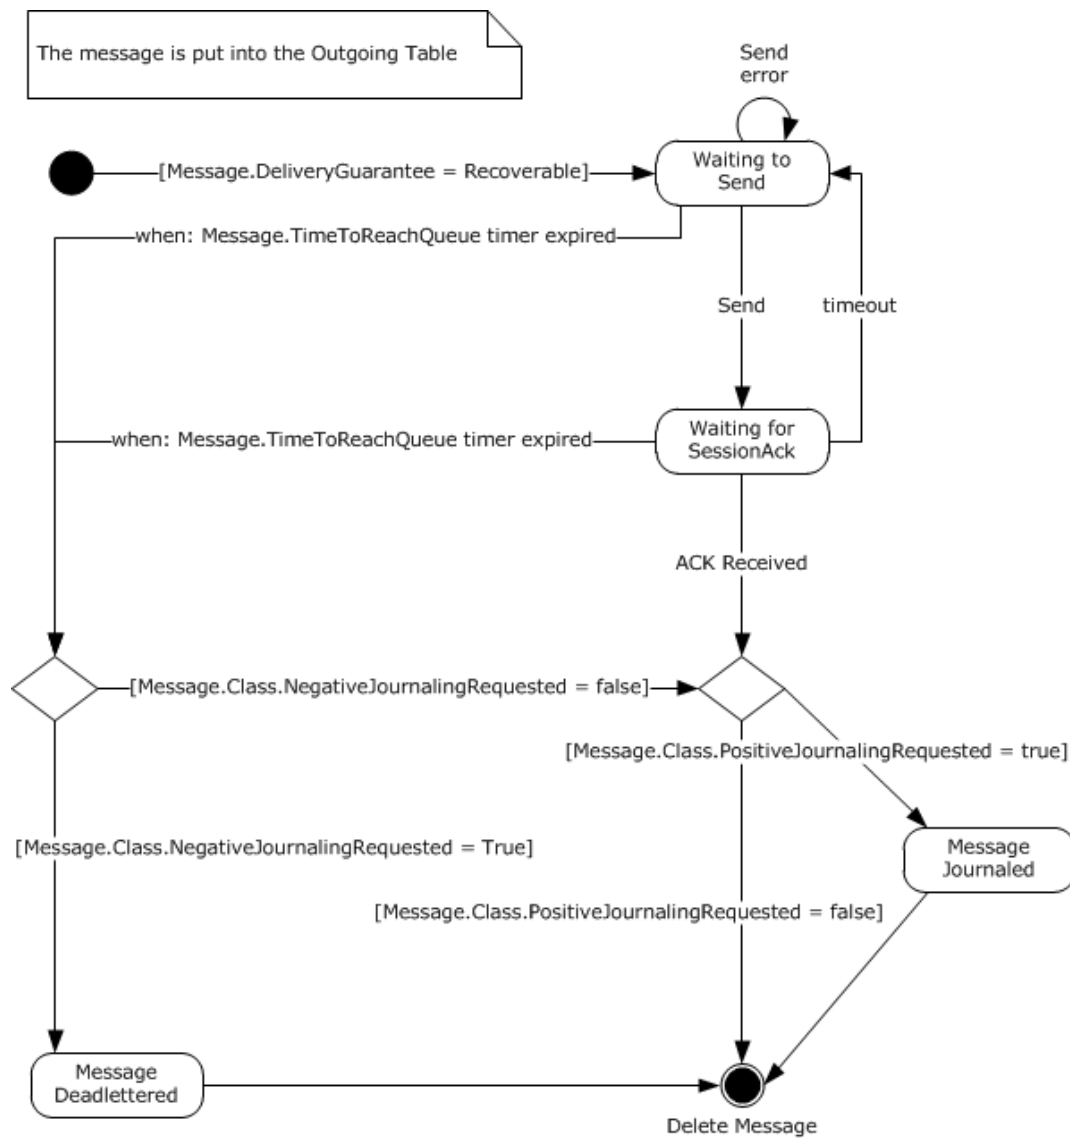 The message is put into the Outgoing Table
Send
error
[Message.DeliveryGuarantee = Recoverable]
Waiting to
Send
when: Message.TimeToReachQueue timer expired
Send
timeout
when: Message.TimeToReachQueue timer expired
Waiting for
SessionAck
ACK Received
[Message.Class.NegativeJournalingRequested = false]
[Message.Class.PositiveJournalingRequested = true]
[Message.Class.NegativeJournalingRequested = True]
Message
Journaled
[Message.Class.PositiveJournalingRequested = false]
Message
Deadlettered
Delete Message